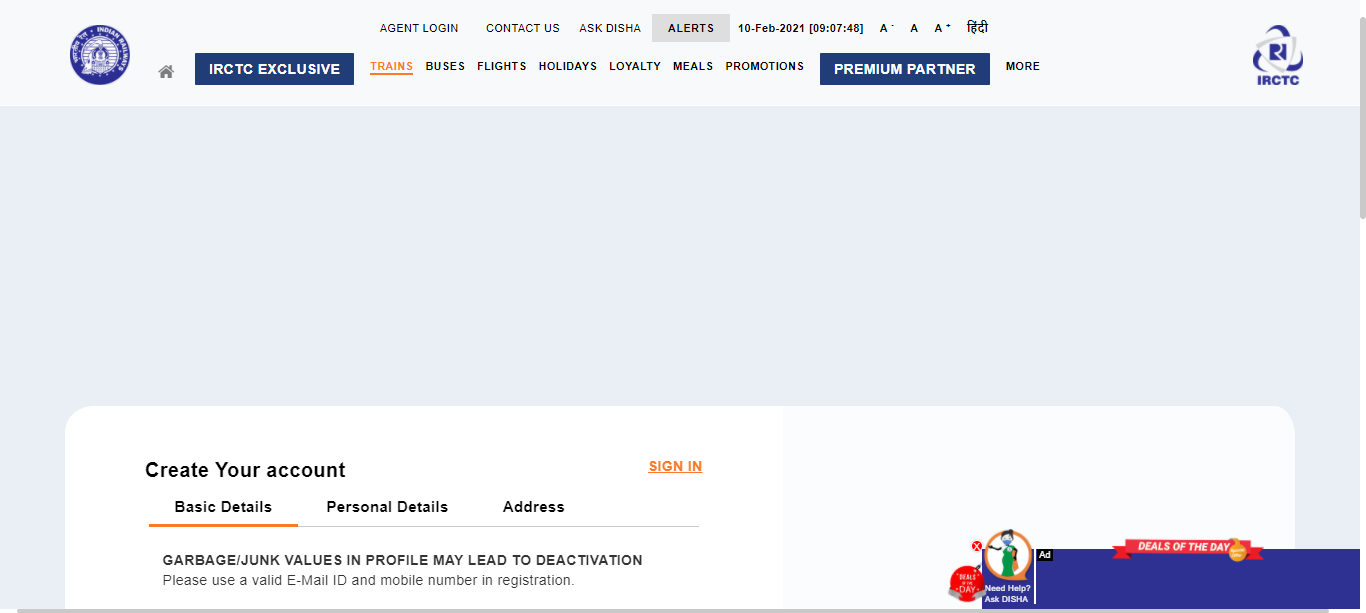 AGENT LOGIN CONTACT US ASK DISHA ALERTS 10-Feb-2021 [09:07:48] A - A A + हिंदी
IRCTC EXCLUSIVE TRAINS BUSES FLIGHTS HOLIDAYS LOYALTY MEALS PROMOTIONS PREMIUM PARTNER MORE
INDIAN RAILWAYS
IRCTC
Create Your account SIGN IN
Basic Details Personal Details Address
GARBAGE/JUNK VALUES IN PROFILE MAY LEAD TO DEACTIVATION
Please use a valid E-Mail ID and mobile number in registration.
X
Ad
DEALS OF THE DAY
DEALS
OF THE
DAY
Need Help?
Ask DISHA